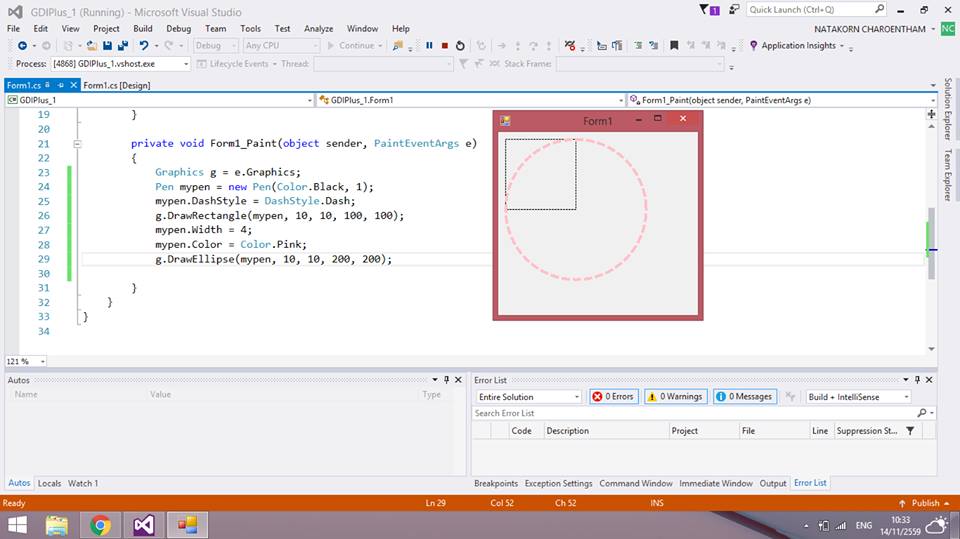 GDIPlus_1 (Running) - Microsoft Visual Studio
1
Quick Launch (Ctrl+Q)
File Edit View Project Build Debug Team Tools Test Analyze Window Help
NATAKORN CHAROENTHAM
NC
Debug Any CPU Continue
Application Insights
Process: [4868] GDIPlus_1.vshost.exe Lifecycle Events Thread: Stack Frame:
Form1.cs Form1.cs [Design]
GDIPlus_1 GDIPlus_1.Form1 Form1_Paint(object sender, PaintEventArgs e)
19 }
20
21 private void Form1_Paint(object sender, PaintEventArgs e)
22 {
23 Graphics g = e.Graphics;
24 Pen mypen = new Pen(Color.Black, 1);
25 mypen.DashStyle = DashStyle.Dash;
26 g.DrawRectangle(mypen, 10, 10, 100, 100);
27 mypen.Width = 4;
28 mypen.Color = Color.Pink;
29 g.DrawEllipse(mypen, 10, 10, 200, 200);
30
31 }
32 }
33 }
34
Form1
Solution Explorer
Team Explorer
121 %
Autos
Name Value Type
Error List
Entire Solution 0 Errors 0 Warnings 0 Messages Build + IntelliSense
Search Error List
Code Description Project File Line Suppression St...
Autos Locals Watch 1
Breakpoints Exception Settings Command Window Immediate Window Output Error List
Ready Ln 29 Col 52 Ch 52 INS Publish
ENG
10:33
14/11/2559